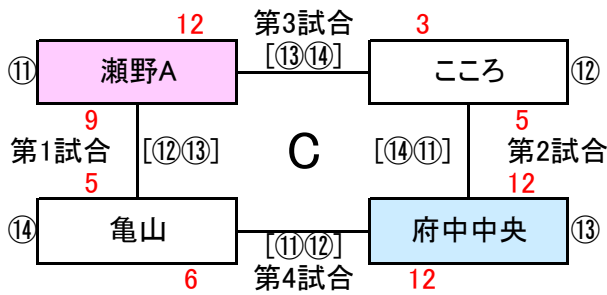 12 第3試合 3
⑪ 瀬野A [⑬⑭] こころ ⑫
9 5
第1試合 [⑫⑬] C [⑭⑪] 第2試合
5 12
⑭ 亀山 [⑪⑫] 府中中央 ⑬
6 第4試合 12